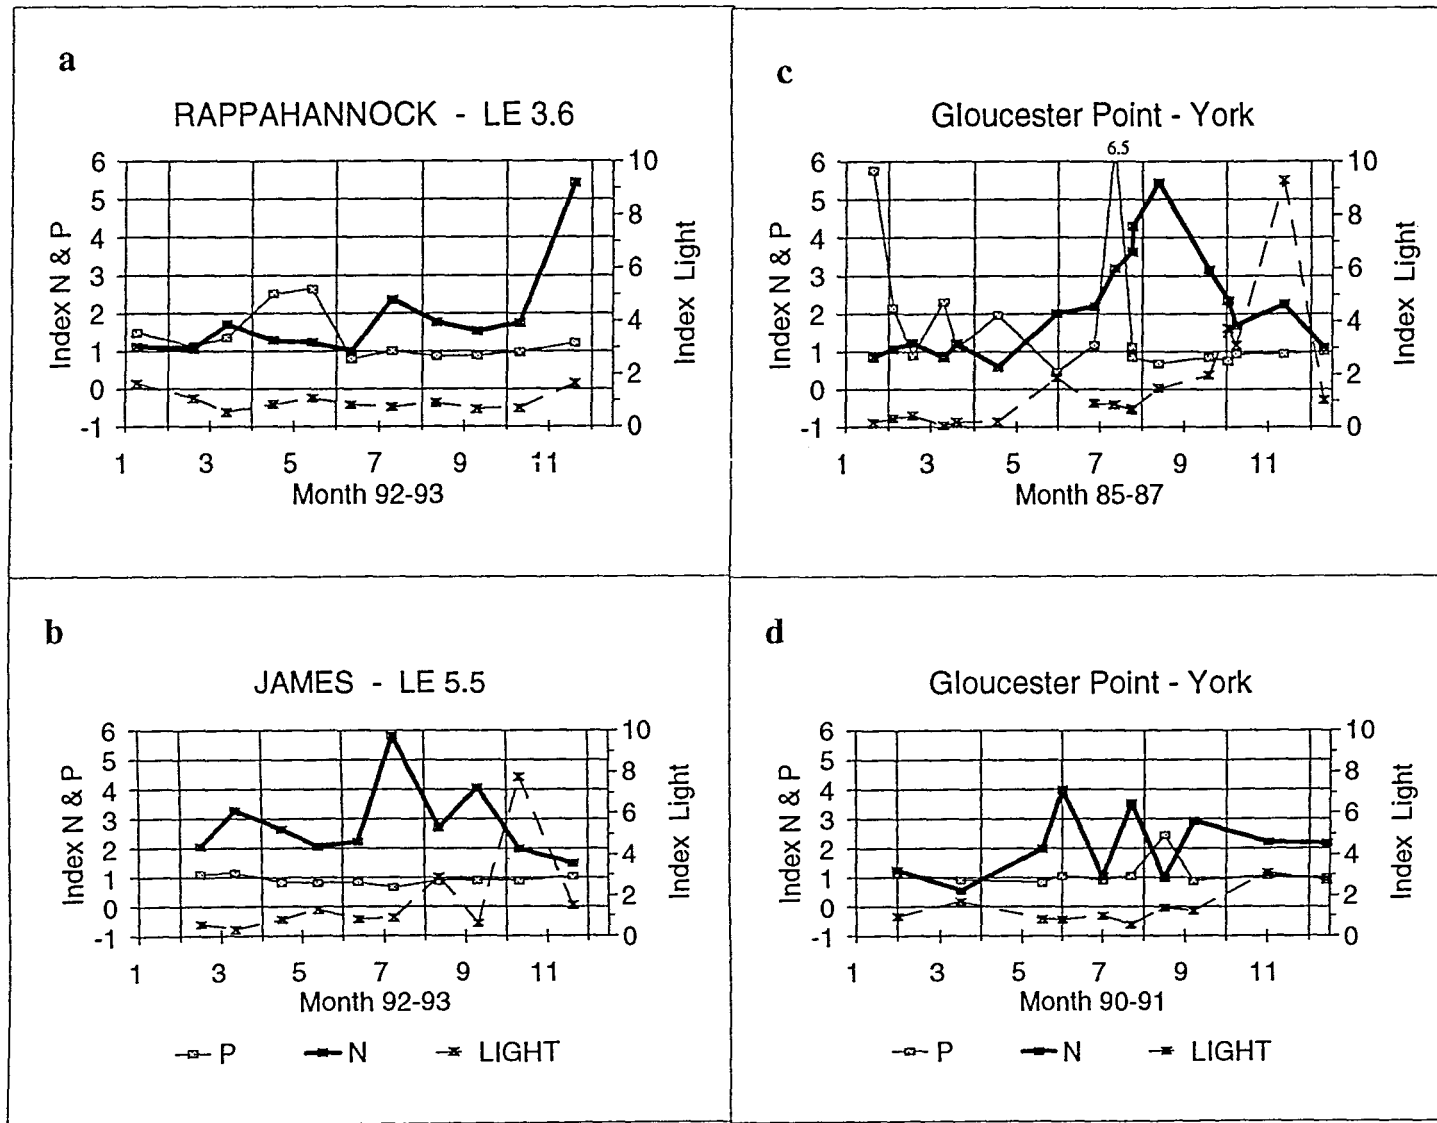 a
RAPPAHANNOCK - LE 3.6
Index N & P
6
5
4
3
2
1
0
-1
10
8
6
4
2
0
Index Light
1 3 5 7 9 11
Month 92-93
c
Gloucester Point - York
6.5
Index N & P
6
5
4
3
2
1
0
-1
10
8
6
4
2
0
Index Light
1 3 5 7 9 11
Month 85-87
b
JAMES - LE 5.5
Index N & P
6
5
4
3
2
1
0
-1
10
8
6
4
2
0
Index Light
1 3 5 7 9 11
Month 92-93
P N LIGHT
d
Gloucester Point - York
Index N & P
6
5
4
3
2
1
0
-1
10
8
6
4
2
0
Index Light
1 3 5 7 9 11
Month 90-91
P N LIGHT